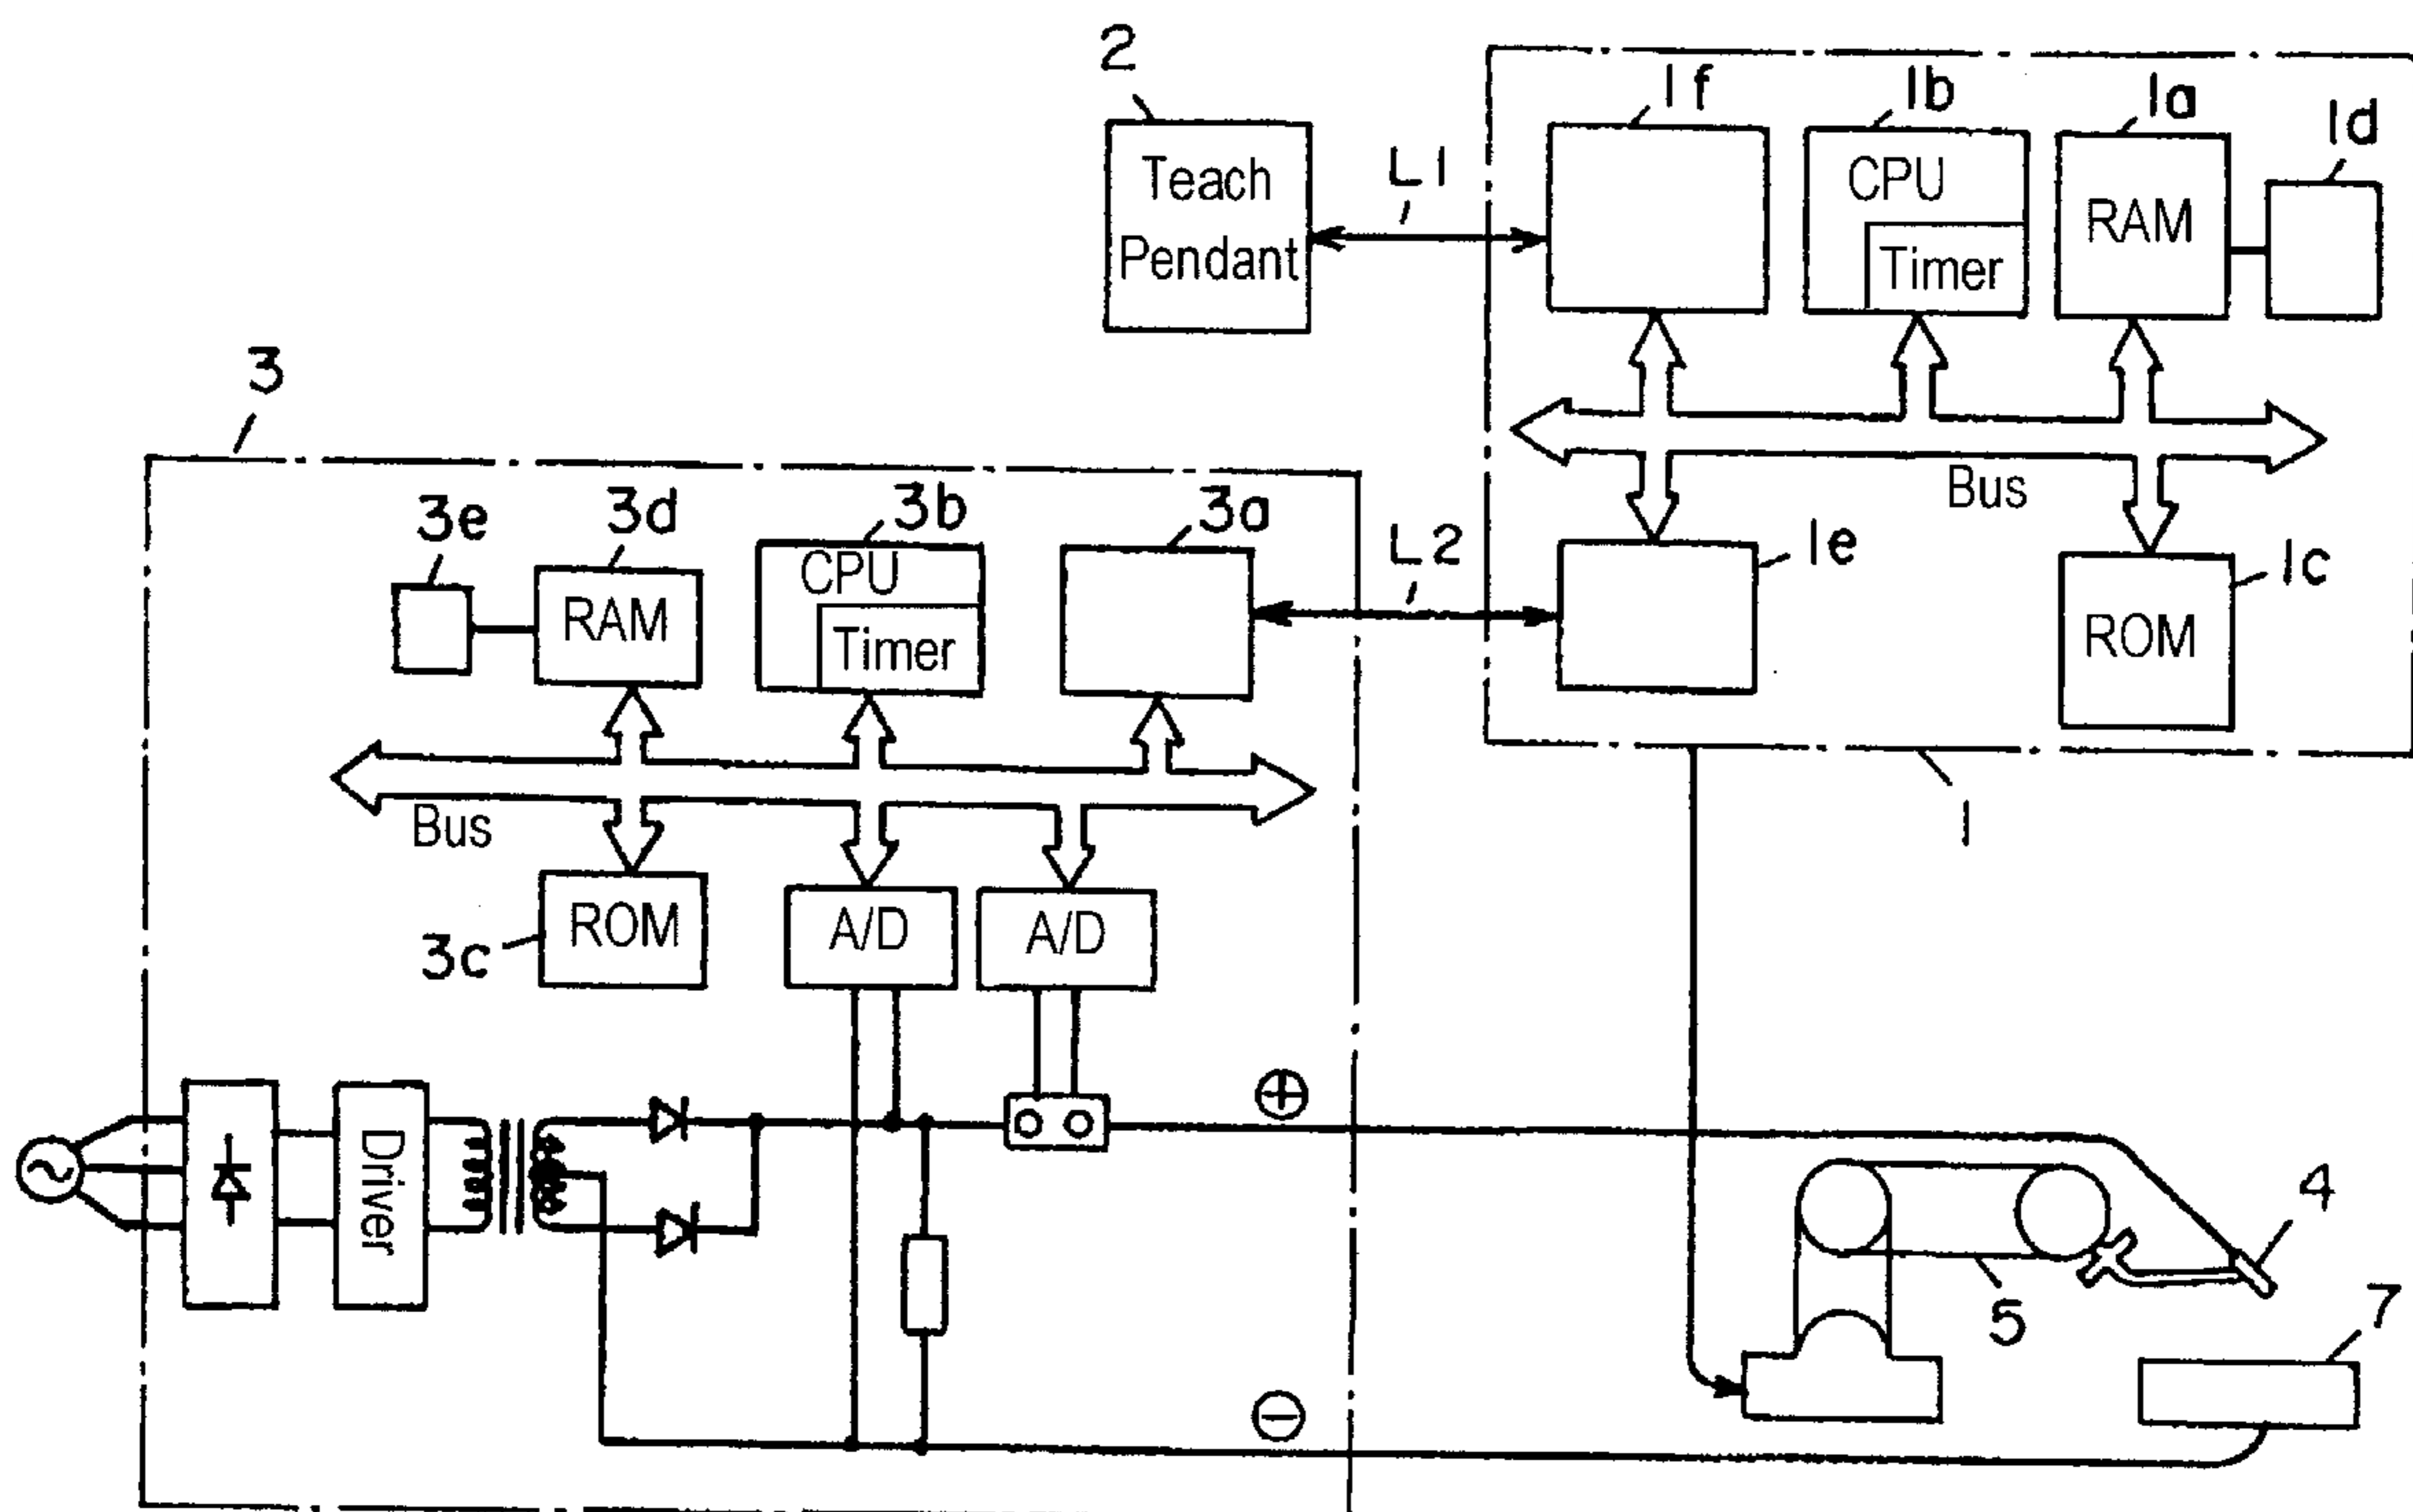 2
1f
1b
1a
1d
Teach
Pendant
L1
CPU
Timer
RAM
Bus
1e
1c
ROM
1
3
3e
3d
3b
3a
L2
RAM
CPU
Timer
Bus
3c
ROM
A/D
A/D
Driver
+
−
~
4
5
7